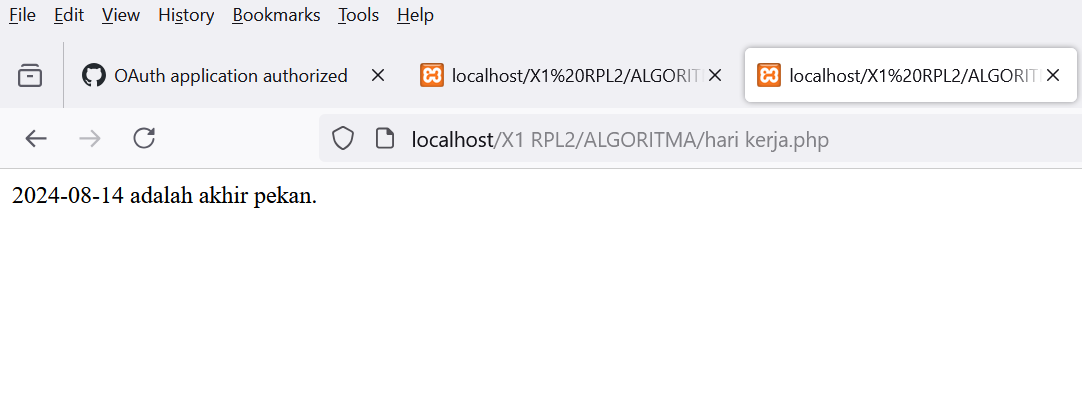 File Edit View History Bookmarks Tools Help
OAuth application authorized localhost/X1%20RPL2/ALGORIT localhost/X1%20RPL2/ALGORIT
localhost/X1 RPL2/ALGORITMA/hari kerja.php
2024-08-14 adalah akhir pekan.